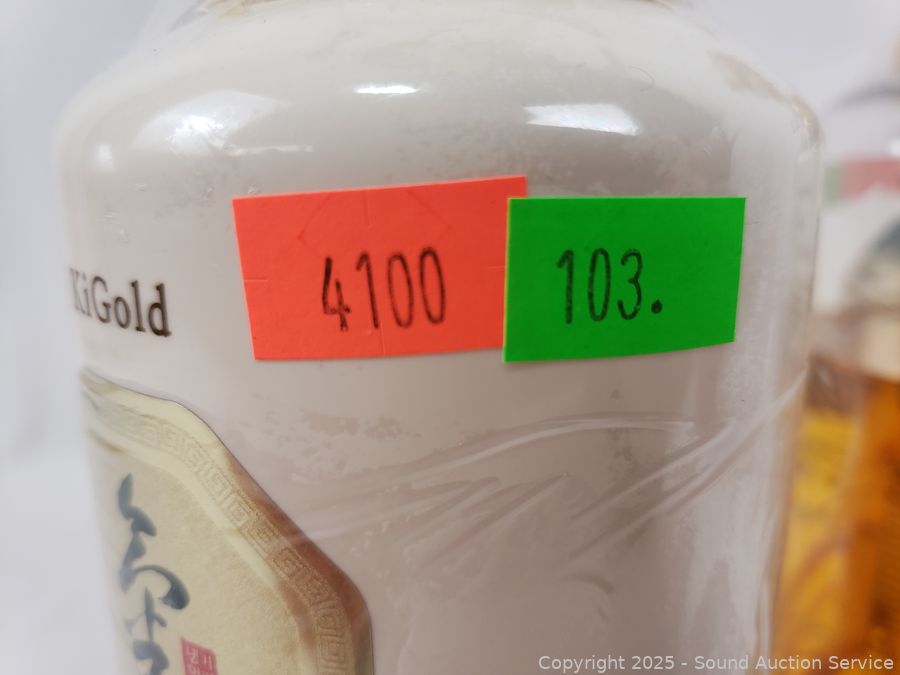 4100
103.
KiGold
Copyright 2025 - Sound Auction Service